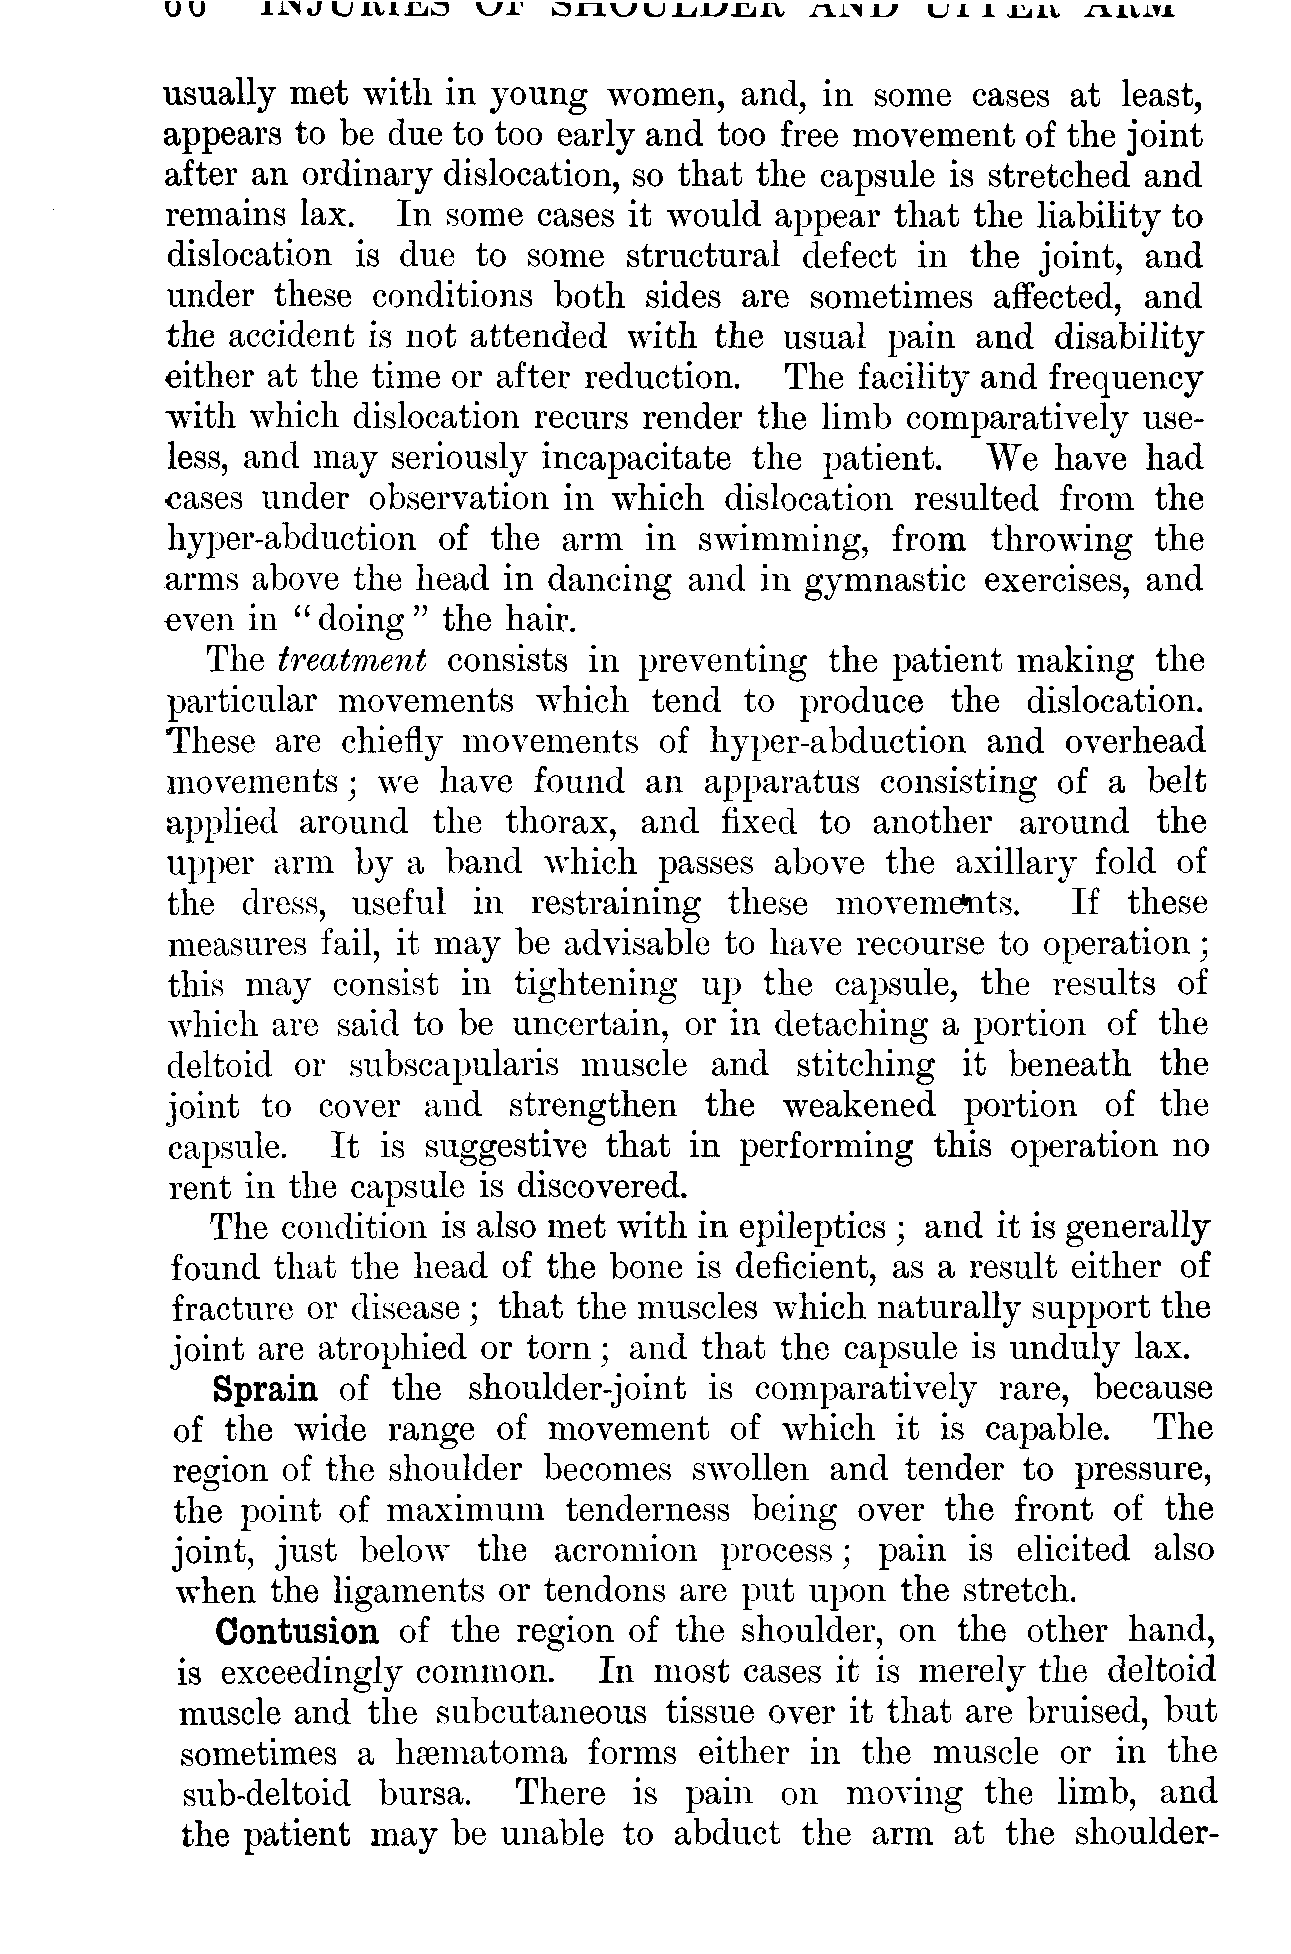 INJURIES OF SHOULDER AND UPPER ARM
usually met with in young women, and, in some cases at least,
appears to be due to too early and too free movement of the joint
after an ordinary dislocation, so that the capsule is stretched and
remains lax. In some cases it would appear that the liability to
dislocation is due to some structural defect in the joint, and
under these conditions both sides are sometimes affected, and
the accident is not attended with the usual pain and disability
either at the time or after reduction. The facility and frequency
with which dislocation recurs render the limb comparatively use-
less, and may seriously incapacitate the patient. We have had
cases under observation in which dislocation resulted from the
hyper-abduction of the arm in swimming, from throwing the
arms above the head in dancing and in gymnastic exercises, and
even in “doing” the hair.
The treatment consists in preventing the patient making the
particular movements which tend to produce the dislocation.
These are chiefly movements of hyper-abduction and overhead
movements; we have found an apparatus consisting of a belt
applied around the thorax, and fixed to another around the
upper arm by a band which passes above the axillary fold of
the dress, useful in restraining these movements. If these
measures fail, it may be advisable to have recourse to operation;
this may consist in tightening up the capsule, the results of
which are said to be uncertain, or in detaching a portion of the
deltoid or subscapularis muscle and stitching it beneath the
joint to cover and strengthen the weakened portion of the
capsule. It is suggestive that in performing this operation no
rent in the capsule is discovered.
The condition is also met with in epileptics; and it is generally
found that the head of the bone is deficient, as a result either of
fracture or disease; that the muscles which naturally support the
joint are atrophied or torn; and that the capsule is unduly lax.
Sprain of the shoulder-joint is comparatively rare, because
of the wide range of movement of which it is capable. The
region of the shoulder becomes swollen and tender to pressure,
the point of maximum tenderness being over the front of the
joint, just below the acromion process; pain is elicited also
when the ligaments or tendons are put upon the stretch.
Contusion of the region of the shoulder, on the other hand,
is exceedingly common. In most cases it is merely the deltoid
muscle and the subcutaneous tissue over it that are bruised, but
sometimes a hæmatoma forms either in the muscle or in the
sub-deltoid bursa. There is pain on moving the limb, and
the patient may be unable to abduct the arm at the shoulder-